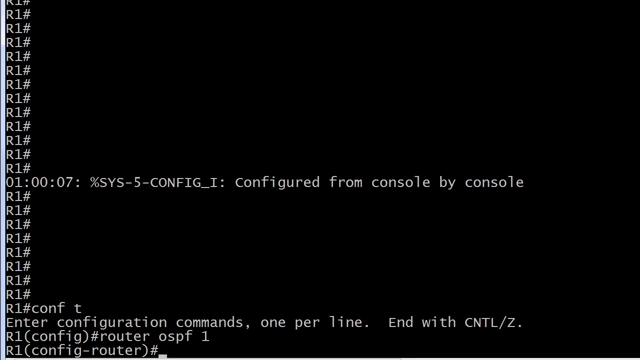 R1#
R1#
R1#
R1#
R1#
R1#
R1#
R1#
R1#
R1#
R1#
R1#
R1#
01:00:07: %SYS-5-CONFIG_I: Configured from console by console
R1#
R1#
R1#
R1#
R1#
R1#
R1#
R1#conf t
Enter configuration commands, one per line.  End with CNTL/Z.
R1(config)#router ospf 1
R1(config-router)#